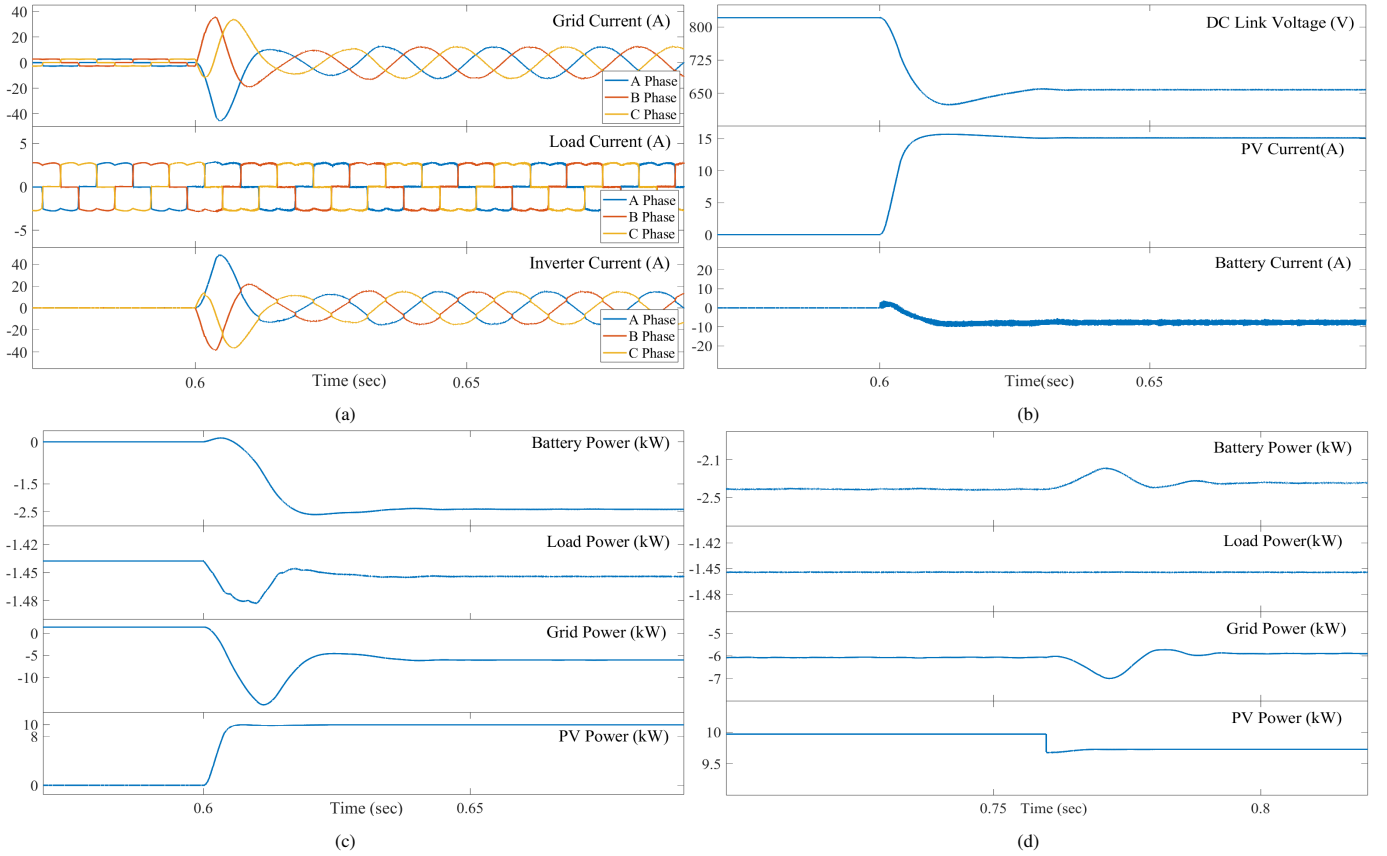 Grid Current (A)
40
20
0
-20
-40
A Phase
B Phase
C Phase
Load Current (A)
5
0
-5
A Phase
B Phase
C Phase
Inverter Current (A)
40
20
0
-20
-40
A Phase
B Phase
C Phase
0.6
Time (sec)
0.65
(a)
DC Link Voltage (V)
800
725
650
PV Current(A)
15
10
5
0
Battery Current (A)
20
10
0
-10
-20
0.6
Time(sec)
0.65
(b)
Battery Power (kW)
0
-1.5
-2.5
Load Power (kW)
-1.42
-1.45
-1.48
Grid Power (kW)
0
-5
-10
PV Power (kW)
10
8
0
0.6
Time (sec)
0.65
(c)
Battery Power (kW)
-2.1
-2.5
Load Power(kW)
-1.42
-1.45
-1.48
Grid Power (kW)
-5
-6
-7
PV Power (kW)
10
9.5
0.75
Time (sec)
0.8
(d)